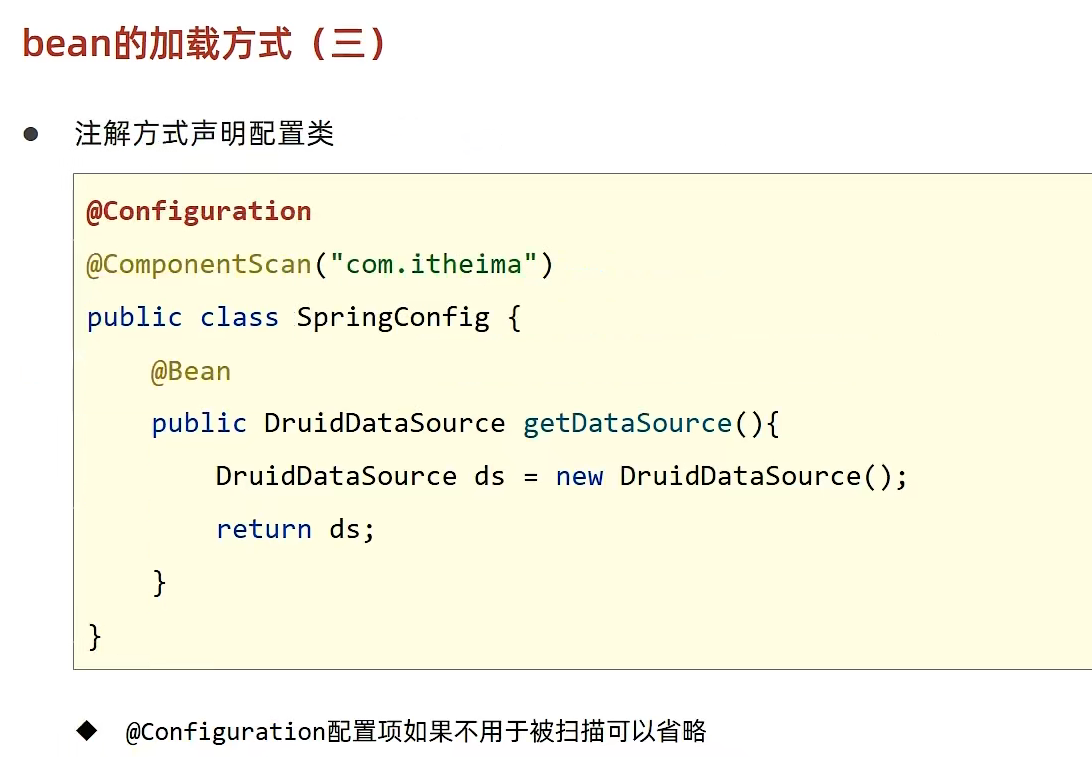 bean的加载方式（三）
● 注解方式声明配置类
@Configuration
@ComponentScan("com.itheima")
public class SpringConfig {
    @Bean
    public DruidDataSource getDataSource(){
        DruidDataSource ds = new DruidDataSource();
        return ds;
    }
}
◆ @Configuration配置项如果不用于被扫描可以省略